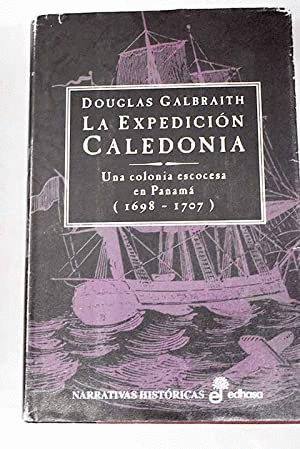 DOUGLAS GALBRAITH
LA EXPEDICIÓN
CALEDONIA
Una colonia escocesa
en Panamá
( 1698 - 1707 )
NARRATIVAS HISTÓRICAS edhasa